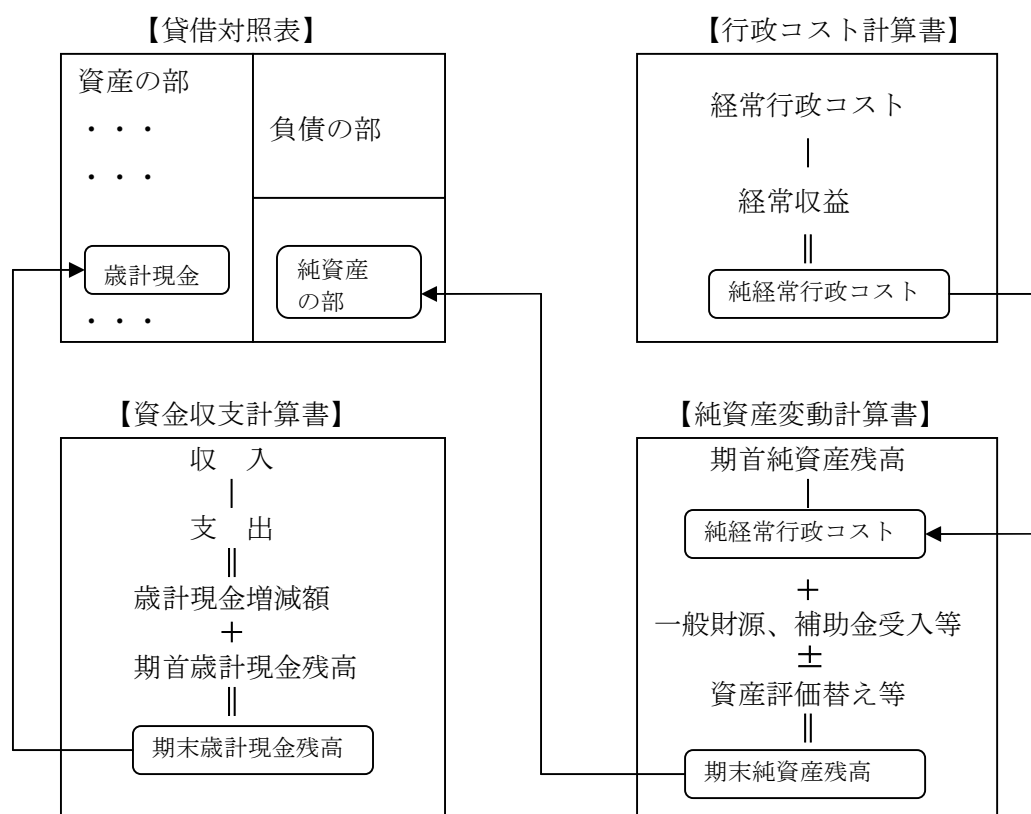 【貸借対照表】
資産の部
・・・
・・・
歳計現金
・・・
負債の部
純資産
の部
【行政コスト計算書】
経常行政コスト
|
経常収益
||
純経常行政コスト
【資金収支計算書】
収　入
|
支　出
||
歳計現金増減額
+
期首歳計現金残高
||
期末歳計現金残高
【純資産変動計算書】
期首純資産残高
|
純経常行政コスト
+
一般財源、補助金受入等
±
資産評価替え等
||
期末純資産残高